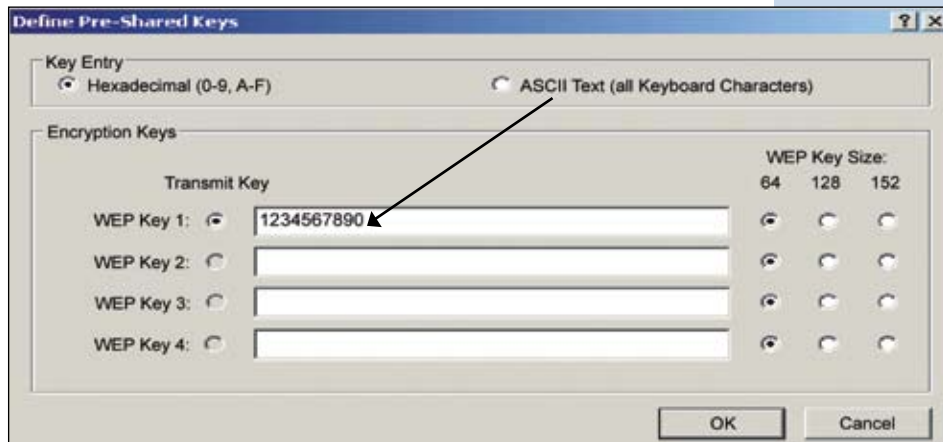 Define Pre-Shared Keys
Key Entry
Hexadecimal (0-9, A-F)
ASCII Text (all Keyboard Characters)
Encryption Keys
WEP Key Size:
Transmit Key
64 128 152
WEP Key 1: 1234567890
WEP Key 2:
WEP Key 3:
WEP Key 4:
OK
Cancel